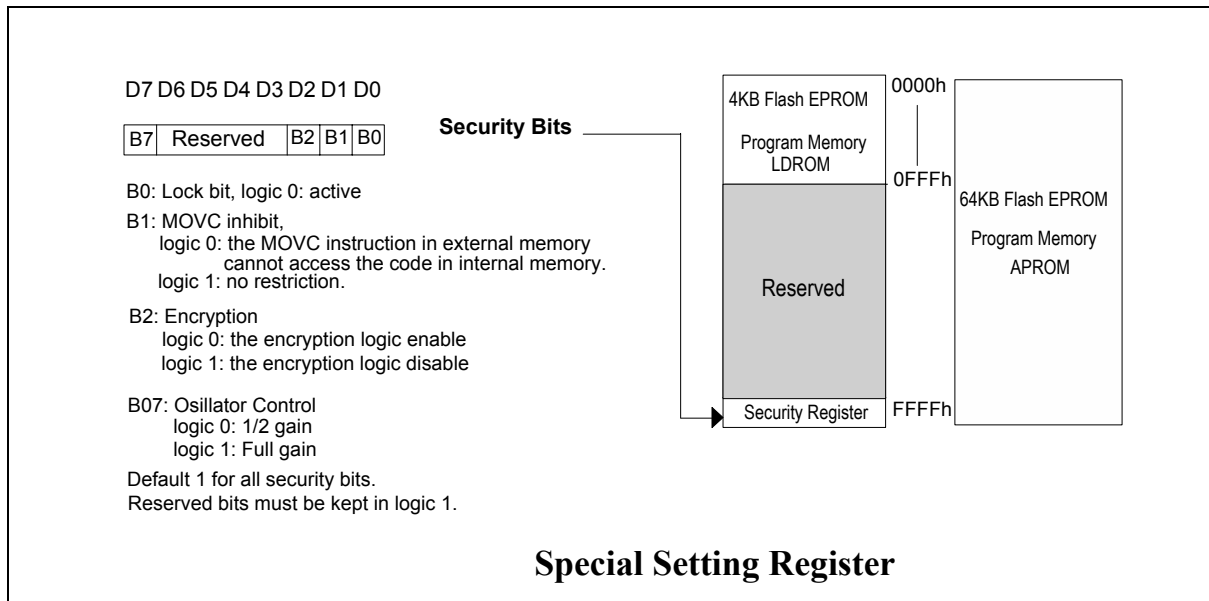 D7 D6 D5 D4 D3 D2 D1 D0
B7 Reserved B2 B1 B0
Security Bits
B0: Lock bit, logic 0: active
B1: MOVC inhibit,
logic 0: the MOVC instruction in external memory
cannot access the code in internal memory.
logic 1: no restriction.
B2: Encryption
logic 0: the encryption logic enable
logic 1: the encryption logic disable
B07: Osillator Control
logic 0: 1/2 gain
logic 1: Full gain
Default 1 for all security bits.
Reserved bits must be kept in logic 1.
4KB Flash EPROM
Program Memory
LDROM
Reserved
Security Register
0000h
0FFFh
FFFFh
64KB Flash EPROM
Program Memory
APROM
Special Setting Register